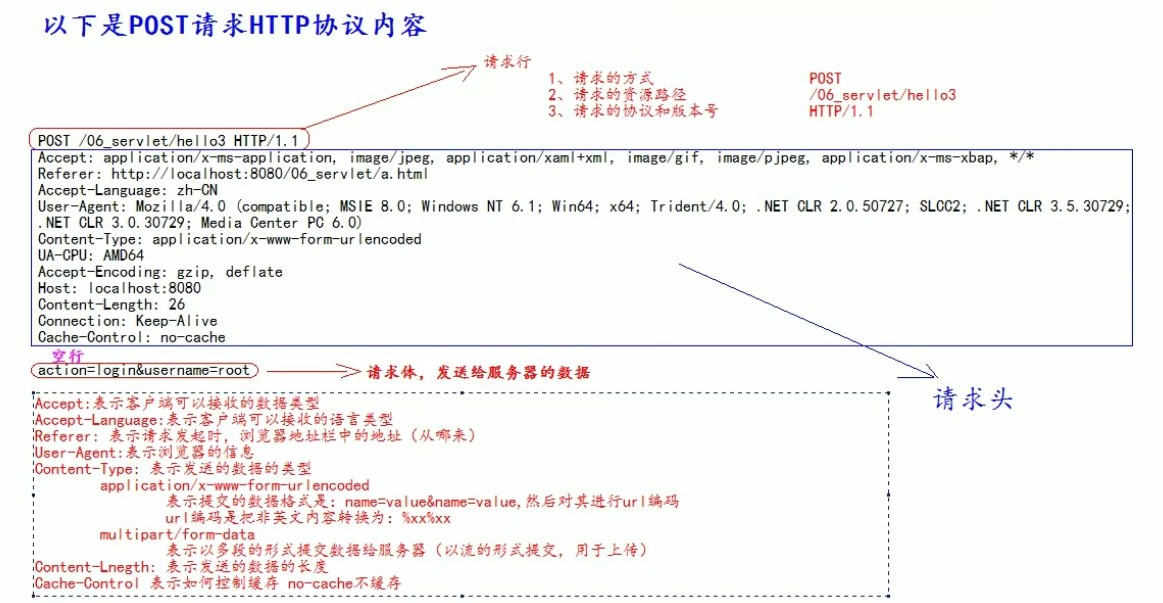 以下是POST请求HTTP协议内容
请求行
1、请求的方式 POST
2、请求的资源路径 /06_servlet/hello3
3、请求的协议和版本号 HTTP/1.1
POST /06_servlet/hello3 HTTP/1.1
Accept: application/x-ms-application, image/jpeg, application/xaml+xml, image/gif, image/pjpeg, application/x-ms-xbap, */*
Referer: http://localhost:8080/06_servlet/a.html
Accept-Language: zh-CN
User-Agent: Mozilla/4.0 (compatible; MSIE 8.0; Windows NT 6.1; Win64; x64; Trident/4.0; .NET CLR 2.0.50727; SLCC2; .NET CLR 3.5.30729;
.NET CLR 3.0.30729; Media Center PC 6.0)
Content-Type: application/x-www-form-urlencoded
UA-CPU: AMD64
Accept-Encoding: gzip, deflate
Host: localhost:8080
Content-Length: 26
Connection: Keep-Alive
Cache-Control: no-cache
空行
action=login&username=root
请求体，发送给服务器的数据
请求头
Accept:表示客户端可以接收的数据类型
Accept-Language:表示客户端可以接收的语言类型
Referer: 表示请求发起时，浏览器地址栏中的地址（从哪来）
User-Agent:表示浏览器的信息
Content-Type: 表示发送的数据的类型
application/x-www-form-urlencoded
表示提交的数据格式是：name=value&name=value,然后对其进行url编码
url编码是把非英文内容转换为：%xx%xx
multipart/form-data
表示以多段的形式提交数据给服务器（以流的形式提交，用于上传）
Content-Lnegth: 表示发送的数据的长度
Cache-Control 表示如何控制缓存 no-cache不缓存